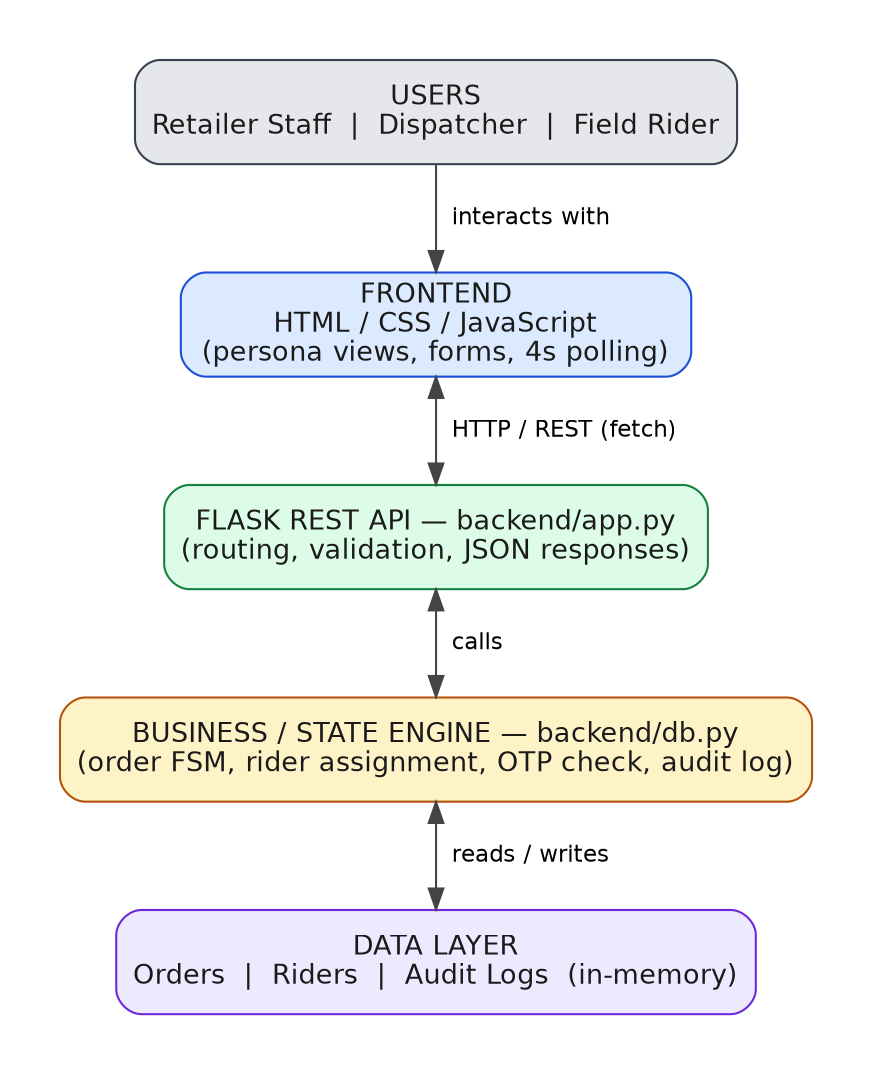 USERS
Retailer Staff | Dispatcher | Field Rider
interacts with
FRONTEND
HTML / CSS / JavaScript
(persona views, forms, 4s polling)
HTTP / REST (fetch)
FLASK REST API — backend/app.py
(routing, validation, JSON responses)
calls
BUSINESS / STATE ENGINE — backend/db.py
(order FSM, rider assignment, OTP check, audit log)
reads / writes
DATA LAYER
Orders | Riders | Audit Logs (in-memory)